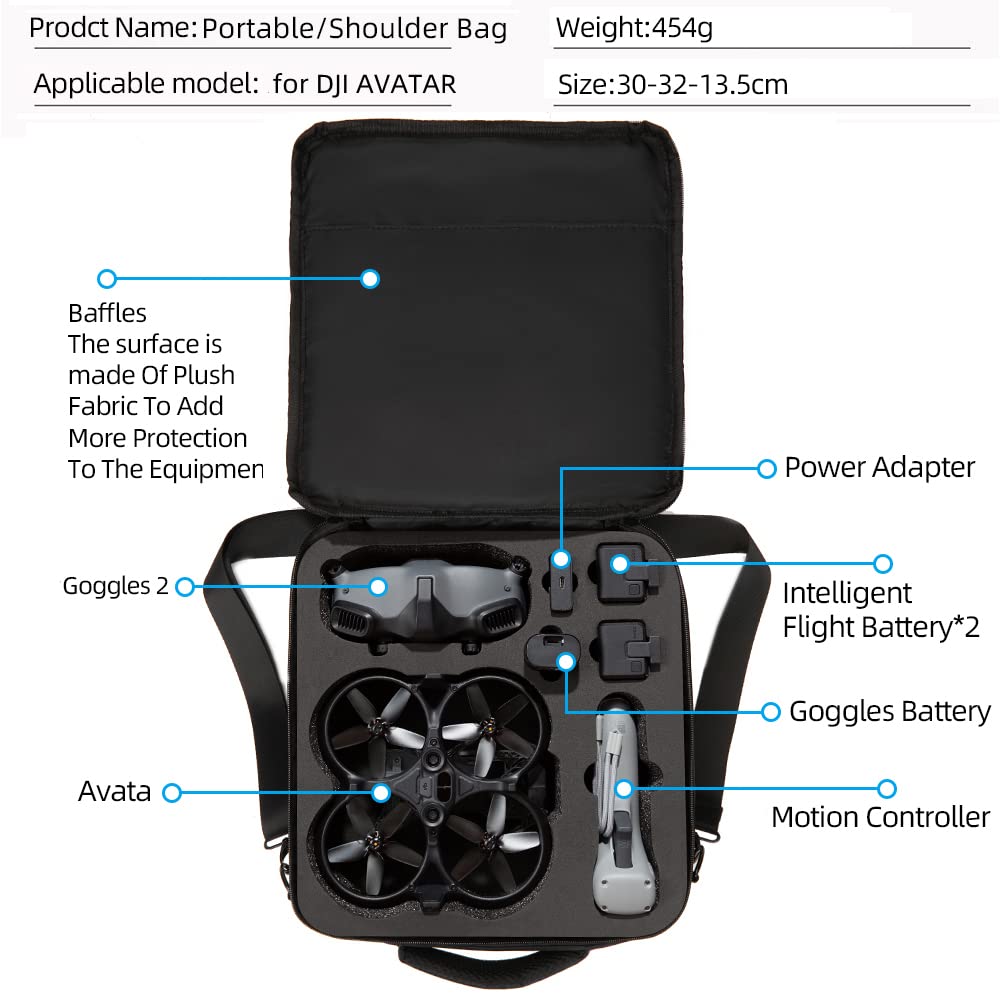 Prodct Name: Portable/Shoulder Bag
Weight:454g
Applicable model: for DJI AVATAR
Size:30-32-13.5cm
Baffles
The surface is
made Of Plush
Fabric To Add
More Protection
To The Equipmen
Power Adapter
Goggles 2
Intelligent
Flight Battery*2
Goggles Battery
Avata
Motion Controller